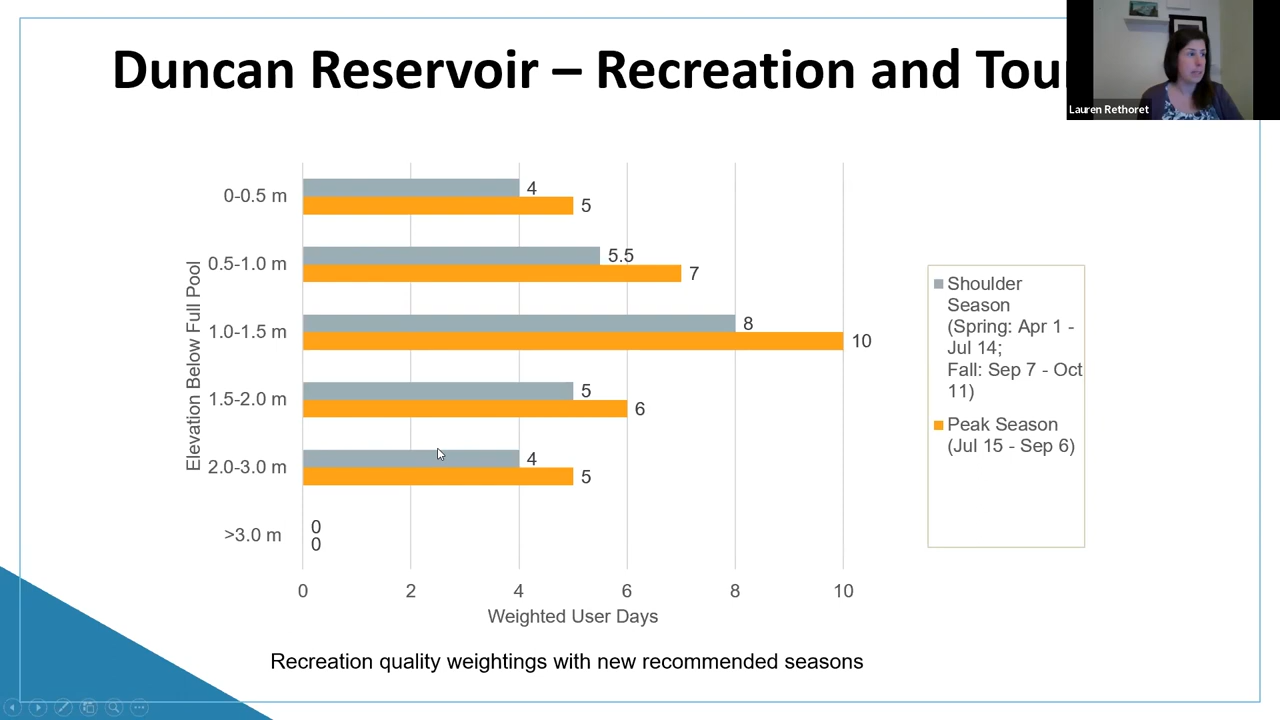 Duncan Reservoir – Recreation and Tou
Lauren Rethoret
Elevation Below Full Pool
0-0.5 m
4
5
0.5-1.0 m
5.5
7
1.0-1.5 m
8
10
1.5-2.0 m
5
6
2.0-3.0 m
4
5
>3.0 m
0
0
0 2 4 6 8 10
Weighted User Days
Shoulder
Season
(Spring: Apr 1 -
Jul 14;
Fall: Sep 7 - Oct
11)
Peak Season
(Jul 15 - Sep 6)
Recreation quality weightings with new recommended seasons